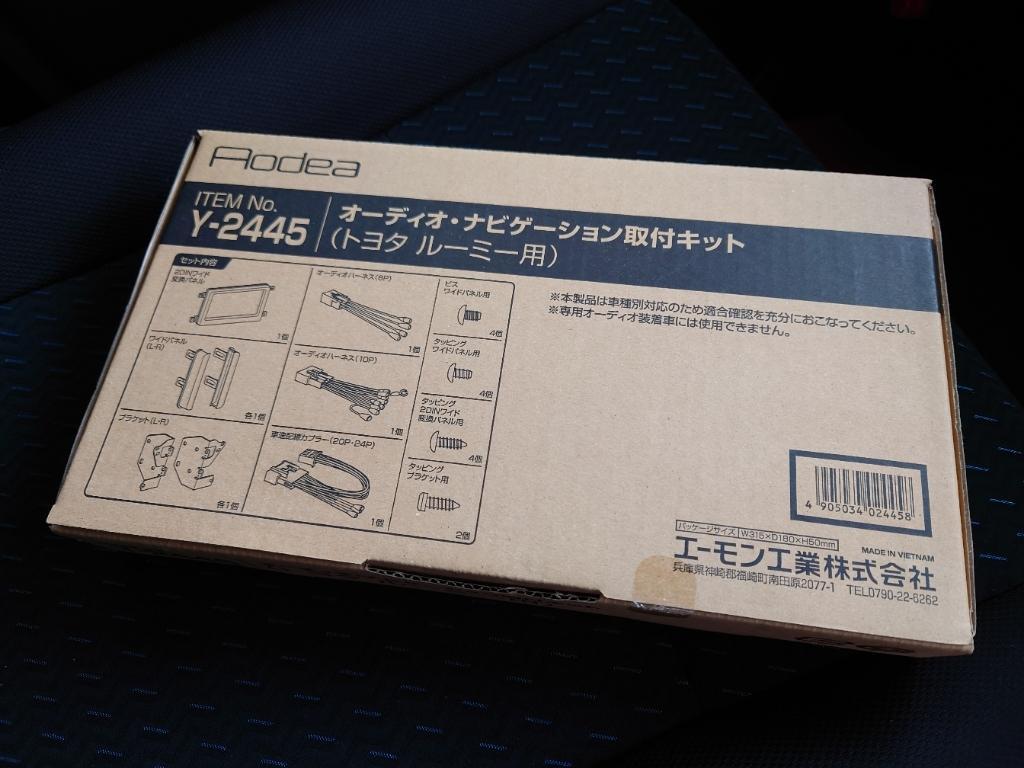 Aodea
ITEM No.
Y-2445
オーディオ・ナビゲーション取付キット
(トヨタ ルーミー用)
セット内容
2DINワイド
変換パネル
1個
ワイドパネル
(L・R)
各1個
ブラケット(L・R)
各1個
オーディオハーネス(6P)
1個
オーディオハーネス(10P)
1個
車速配線カプラー(20P・24P)
1個
ビス
ワイドパネル用
4個
タッピング
ワイドパネル用
4個
タッピング
2DINワイド
変換パネル用
4個
タッピング
ブラケット用
2個
※本製品は車種別対応のため適合確認を充分におこなってください。
※専用オーディオ装着車には使用できません。
4 905034 024458
パッケージサイズ W315×D180×H50mm
MADE IN VIETNAM
エーモン工業株式会社
兵庫県神崎郡福崎町南田原2077-1 TEL0790-22-6262